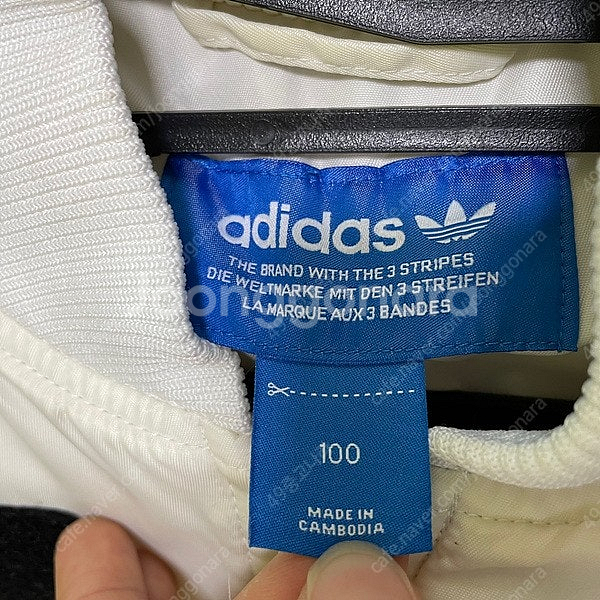 adidas
THE BRAND WITH THE 3 STRIPES
DIE WELTMARKE MIT DEN 3 STREIFEN
LA MARQUE AUX 3 BANDES
joonggonara
100
MADE IN
CAMBODIA